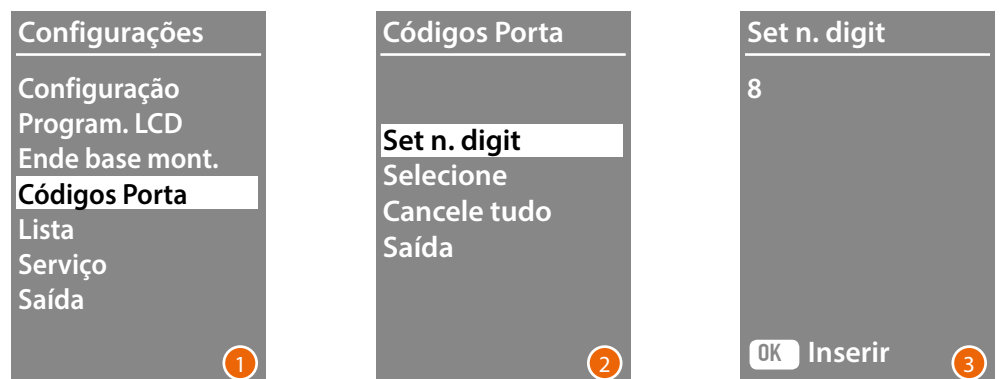 Configurações
Configuração
Program. LCD
Ende base mont.
Códigos Porta
Lista
Serviço
Saída
1
Códigos Porta
Set n. digit
Selecione
Cancele tudo
Saída
2
Set n. digit
8
OK Inserir
3